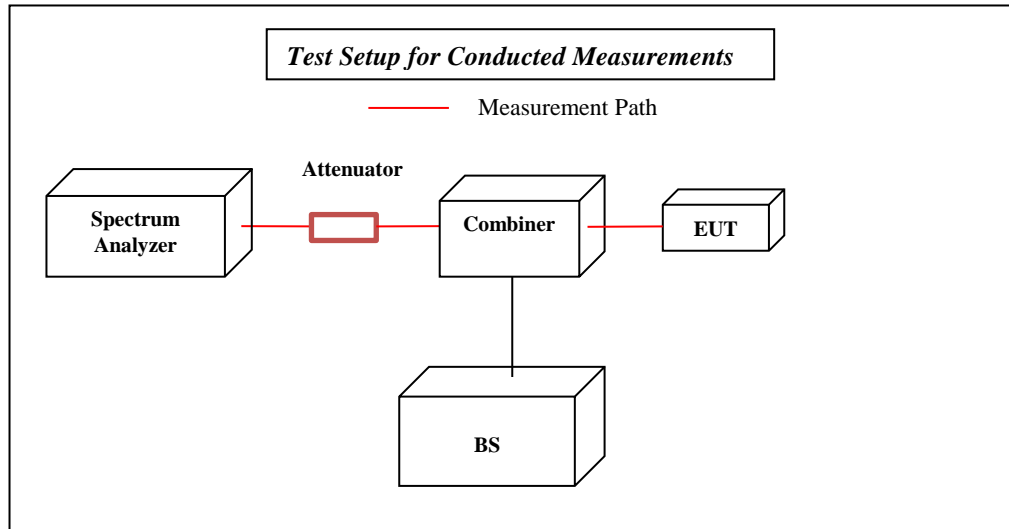 Test Setup for Conducted Measurements
Measurement Path
Attenuator
Spectrum
Analyzer
Combiner
EUT
BS